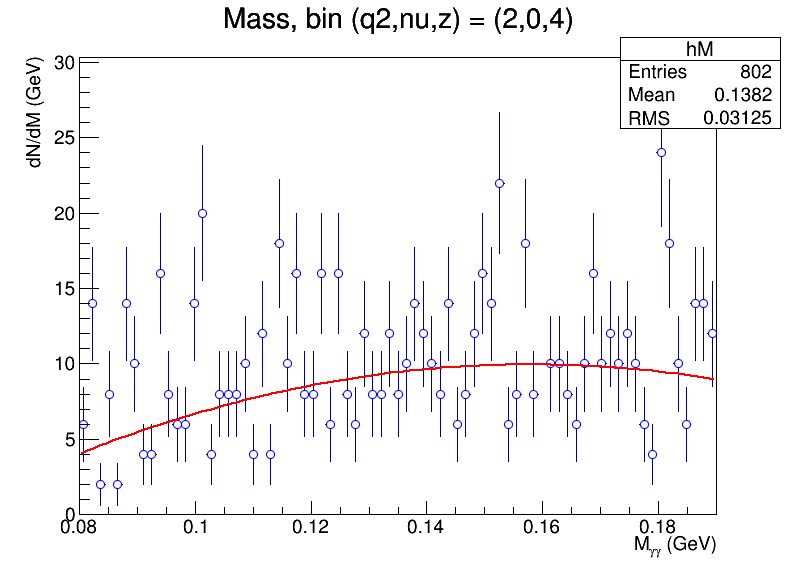 Mass, bin (q2,nu,z) = (2,0,4)
hM
Entries 802
Mean 0.1382
RMS 0.03125
dN/dM (GeV)
30
25
20
15
10
5
0
0.08 0.1 0.12 0.14 0.16 0.18
Mγγ (GeV)